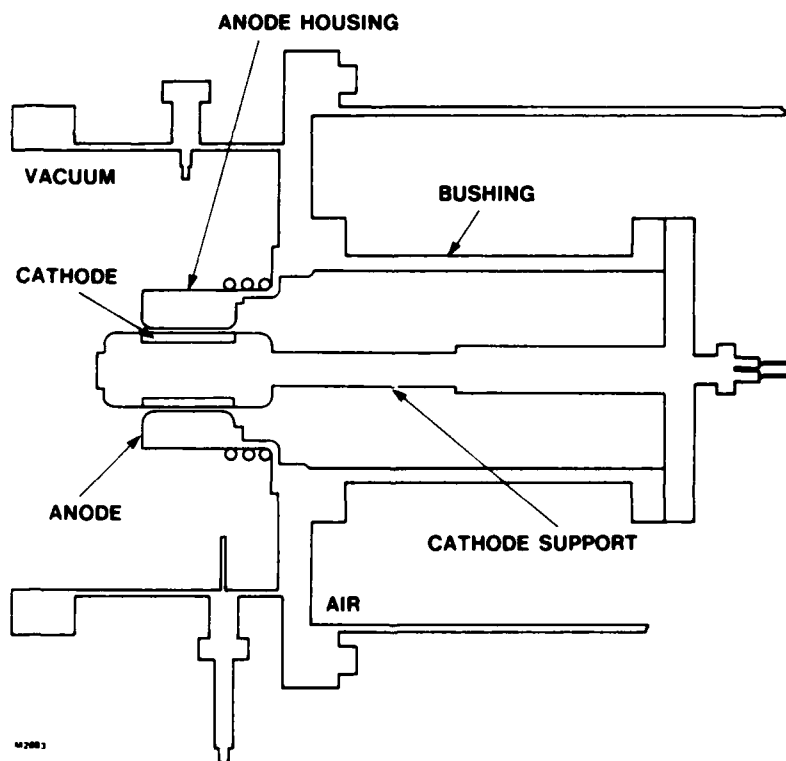 ANODE HOUSING
VACUUM
BUSHING
CATHODE
ANODE
CATHODE SUPPORT
AIR